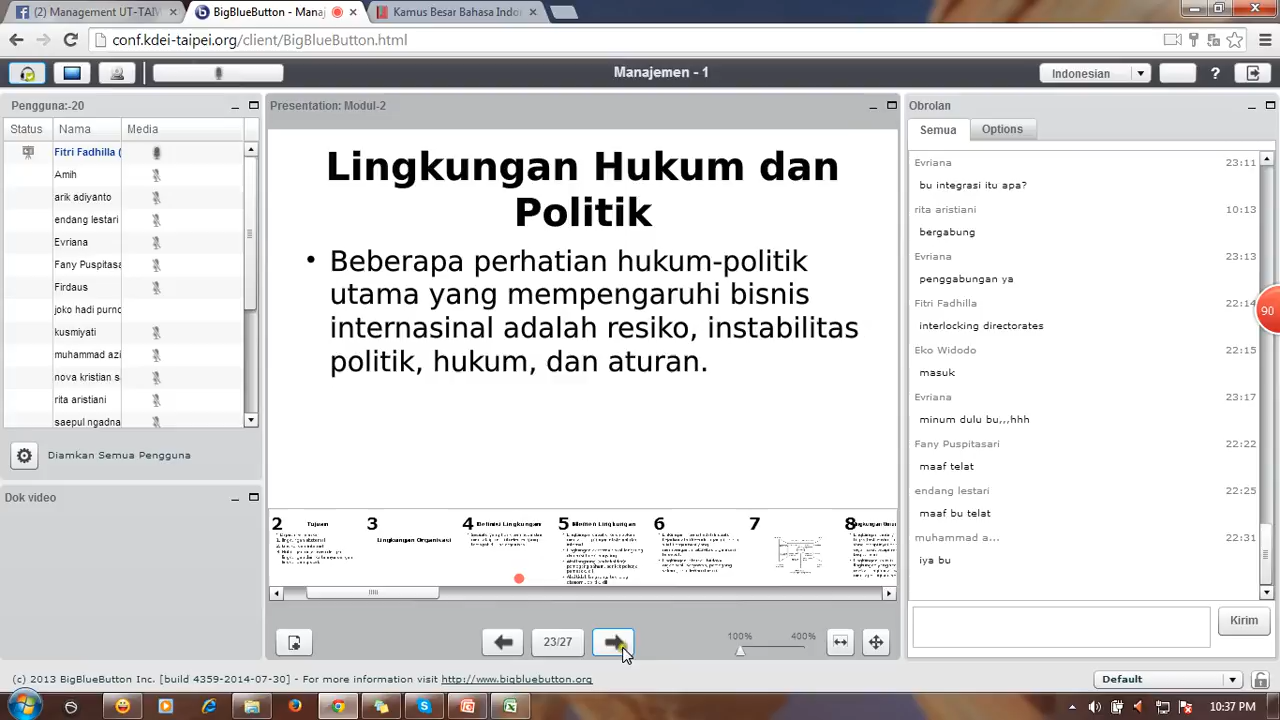 (2) Management UT-TAIV
BigBlueButton - Manaj
Kamus Besar Bahasa Indor
conf.kdei-taipei.org/client/BigBlueButton.html
Manajemen - 1
Indonesian
?
Pengguna:-20
Status Nama Media
Fitri Fadhilla (
Amih
arik adiyanto
endang lestari
Evriana
Fany Puspitasa
Firdaus
joko hadi purno
kusmiyati
muhammad azi
nova kristian s
rita aristiani
saepul ngadna
Diamkan Semua Pengguna
Dok video
Presentation: Modul-2
Lingkungan Hukum dan
Politik
• Beberapa perhatian hukum-politik
utama yang mempengaruhi bisnis
internasinal adalah resiko, instabilitas
politik, hukum, dan aturan.
2 Tujuan
3 Lingkungan Organisasi
4 Definisi Lingkungan
5 Elemen Lingkungan
6
7
8
23/27
100% 400%
Obrolan
Semua Options
Evriana 23:11
bu integrasi itu apa?
rita aristiani 10:13
bergabung
Evriana 23:13
penggabungan ya
Fitri Fadhilla 22:14
interlocking directorates
Eko Widodo 22:15
masuk
Evriana 23:17
minum dulu bu,,,hhh
Fany Puspitasari 22:22
maaf telat
endang lestari 22:25
maaf bu telat
muhammad a... 22:31
iya bu
90
Kirim
(c) 2013 BigBlueButton Inc. [build 4359-2014-07-30] - For more information visit http://www.bigbluebutton.org
Default
10:37 PM